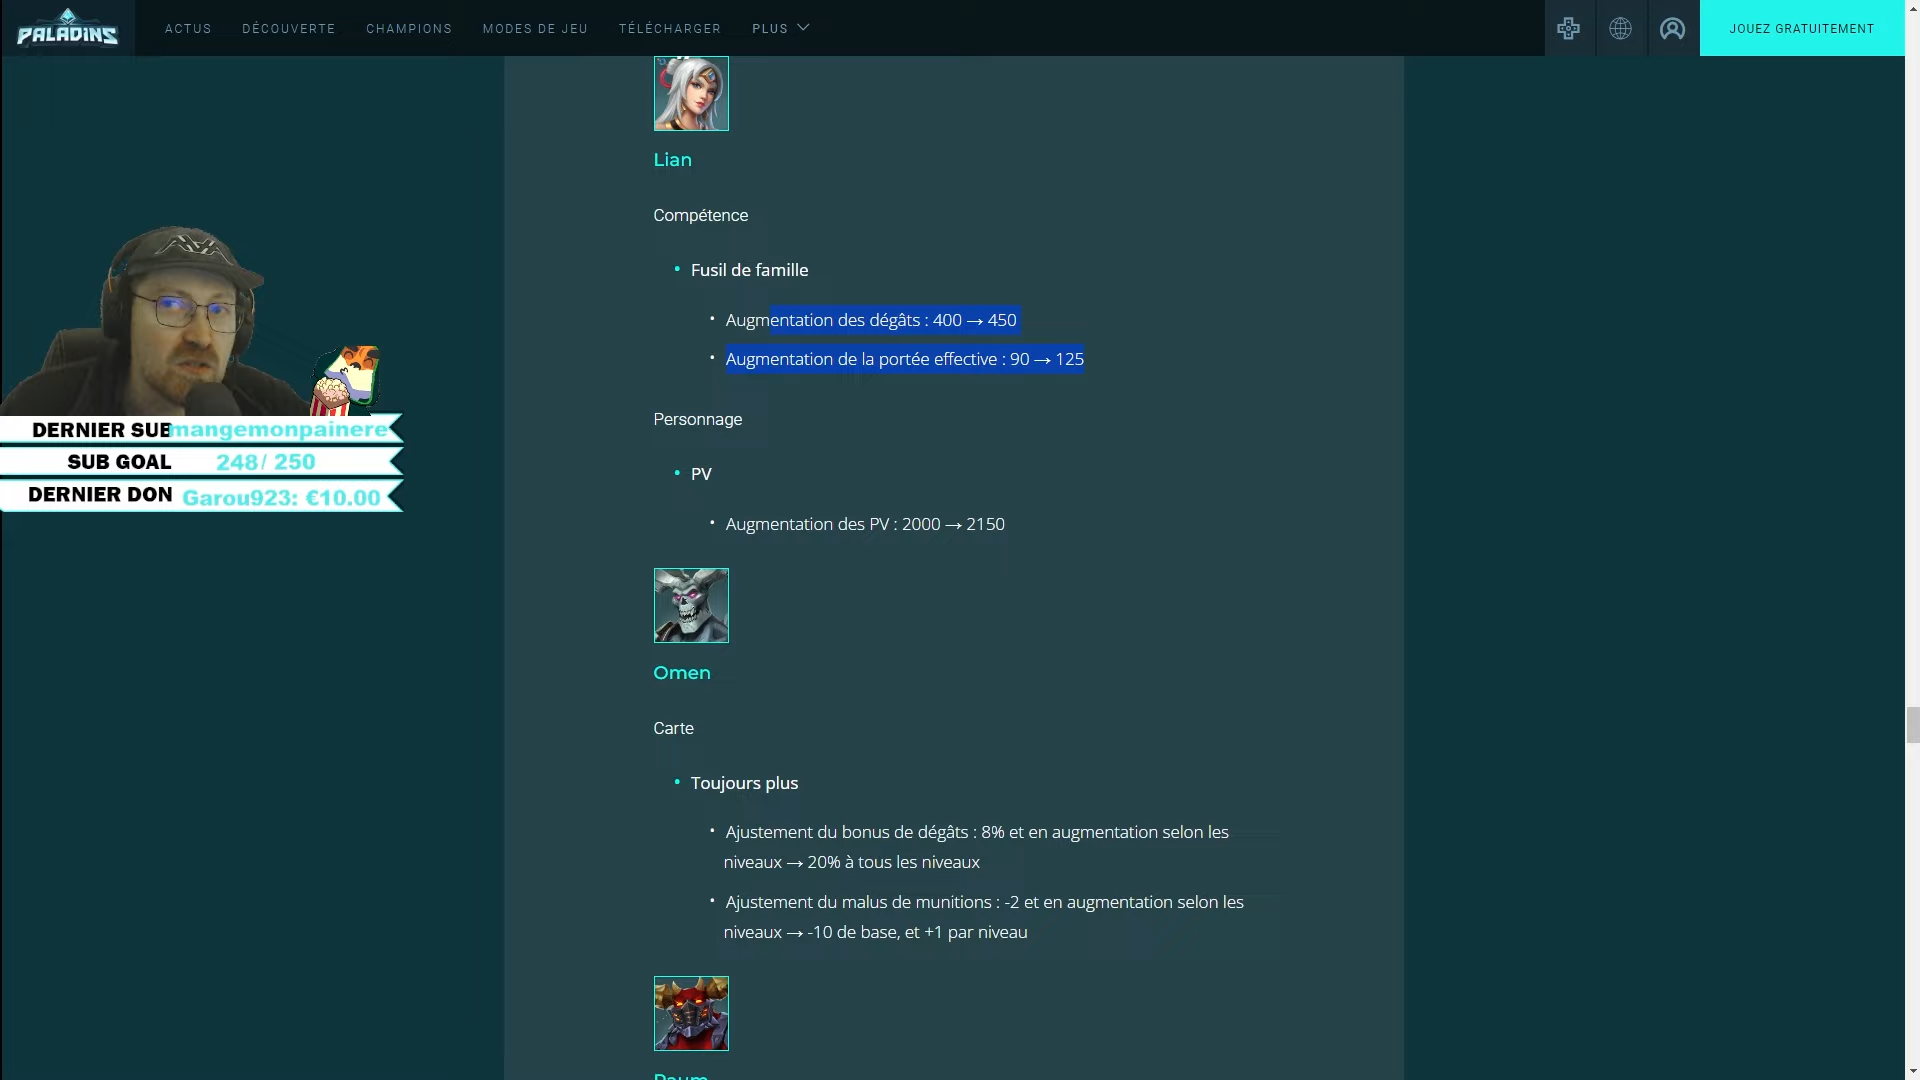 PALADINS
ACTUS
DÉCOUVERTE
CHAMPIONS
MODES DE JEU
TÉLÉCHARGER
PLUS
JOUEZ GRATUITEMENT
Lian
Compétence
• Fusil de famille
• Augmentation des dégâts : 400 → 450
• Augmentation de la portée effective : 90 → 125
Personnage
• PV
• Augmentation des PV : 2000 → 2150
Omen
Carte
• Toujours plus
• Ajustement du bonus de dégâts : 8% et en augmentation selon les
niveaux → 20% à tous les niveaux
• Ajustement du malus de munitions : -2 et en augmentation selon les
niveaux → -10 de base, et +1 par niveau
Raum
DERNIER SUB mangemonpainere
SUB GOAL 248/ 250
DERNIER DON Garou923: €10.00